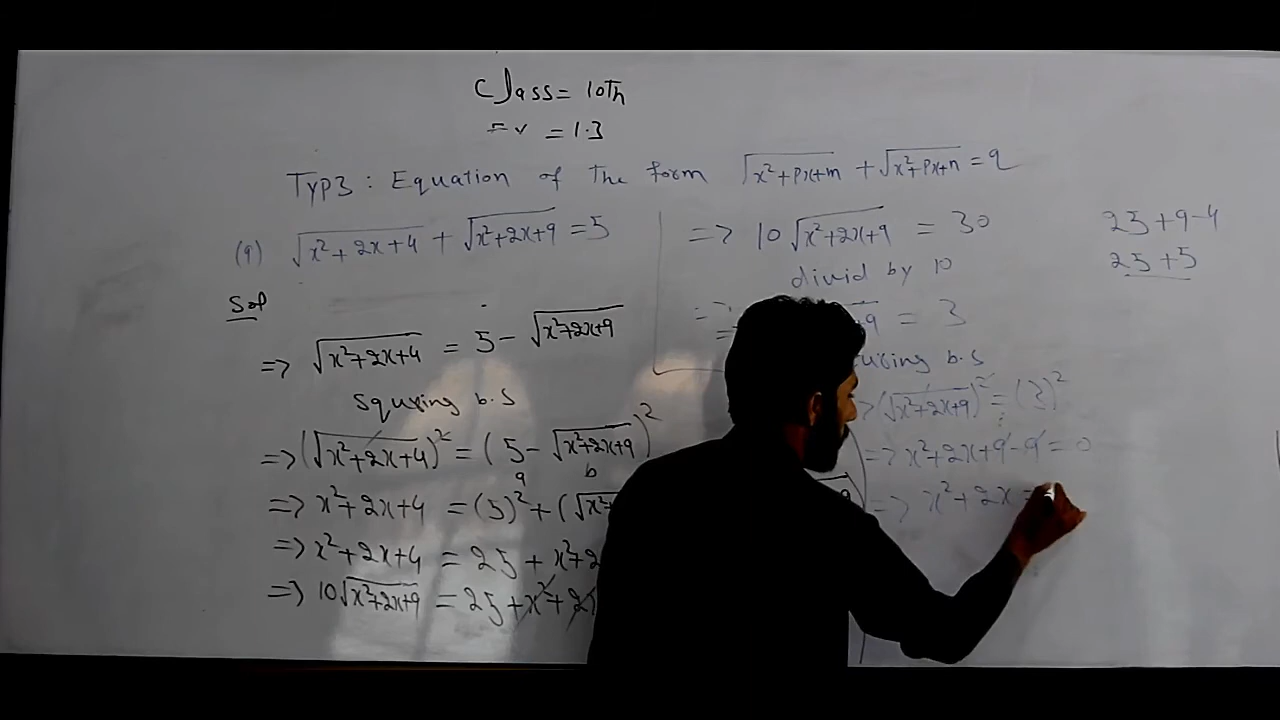 Class = 10Th
Ex = 1.3
Typ3 : Equation of The form √x²+px+m + √x²+px+n = q
(9) √x²+2x+4 + √x²+2x+9 = 5
Sol
=> √x²+2x+4 = 5 - √x²+2x+9
Squring b.S
=> (√x²+2x+4)² = (5 - √x²+2x+9)²
a b
=> x²+2x+4 = (5)² + (√x²+
=> x²+2x+4 = 25 + x²+2
=> 10√x²+2x+9 = 25+x²+2x
=> 10√x²+2x+9 = 30
divid by 10
+9 = 3
uring b.S
=> (√x²+2x+9)² = (3)²
=> x²+2x+9-9 = 0
=> x²+2x =
25+9-4
25+5